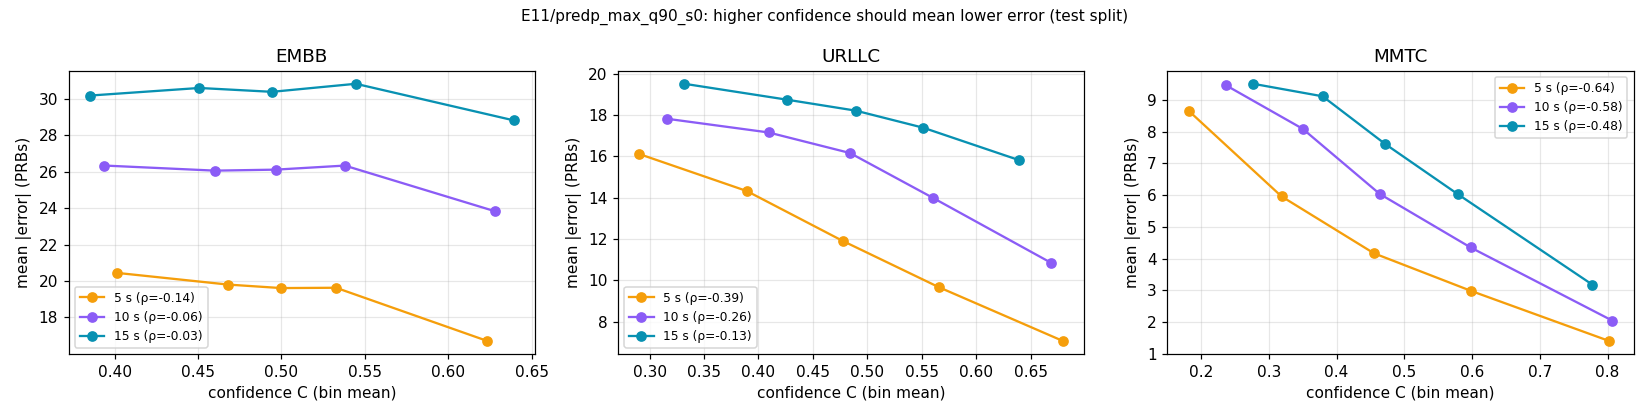 E11/predp_max_q90_s0: higher confidence should mean lower error (test split)
EMBB
mean |error| (PRBs)
30
28
26
24
22
20
18
5 s (ρ=-0.14)
10 s (ρ=-0.06)
15 s (ρ=-0.03)
0.40 0.45 0.50 0.55 0.60 0.65
confidence C (bin mean)
URLLC
mean |error| (PRBs)
20
18
16
14
12
10
8
5 s (ρ=-0.39)
10 s (ρ=-0.26)
15 s (ρ=-0.13)
0.30 0.35 0.40 0.45 0.50 0.55 0.60 0.65
confidence C (bin mean)
MMTC
mean |error| (PRBs)
9
8
7
6
5
4
3
2
1
5 s (ρ=-0.64)
10 s (ρ=-0.58)
15 s (ρ=-0.48)
0.2 0.3 0.4 0.5 0.6 0.7 0.8
confidence C (bin mean)